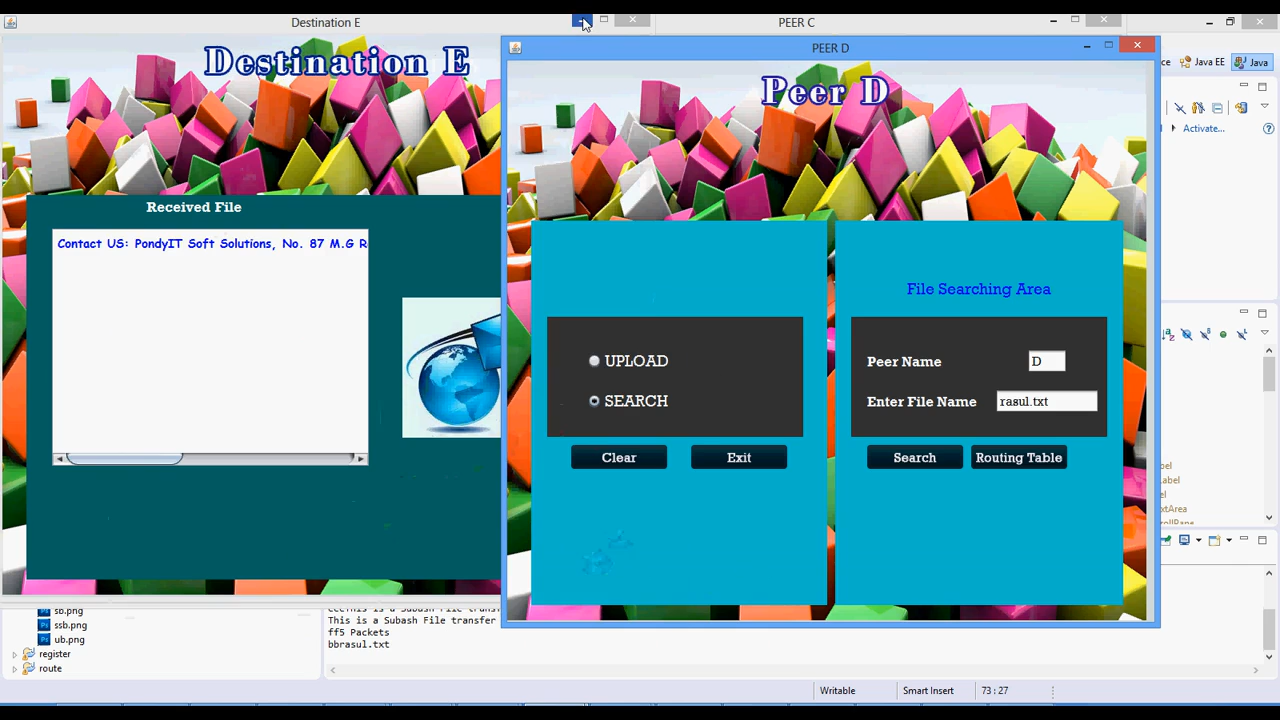 Destination E
PEER C
PEER D
Java EE
Java
Destination E
Peer D
Activate...
Received File
Contact US: PondyIT Soft Solutions, No. 87 M.G R
File Searching Area
UPLOAD
SEARCH
Peer Name
D
Enter File Name
rasul.txt
Clear
Exit
Search
Routing Table
sb.png
ssb.png
ub.png
register
route
This is a Subash File transfer
ff5 Packets
bbrasul.txt
Writable
Smart Insert
73 : 27